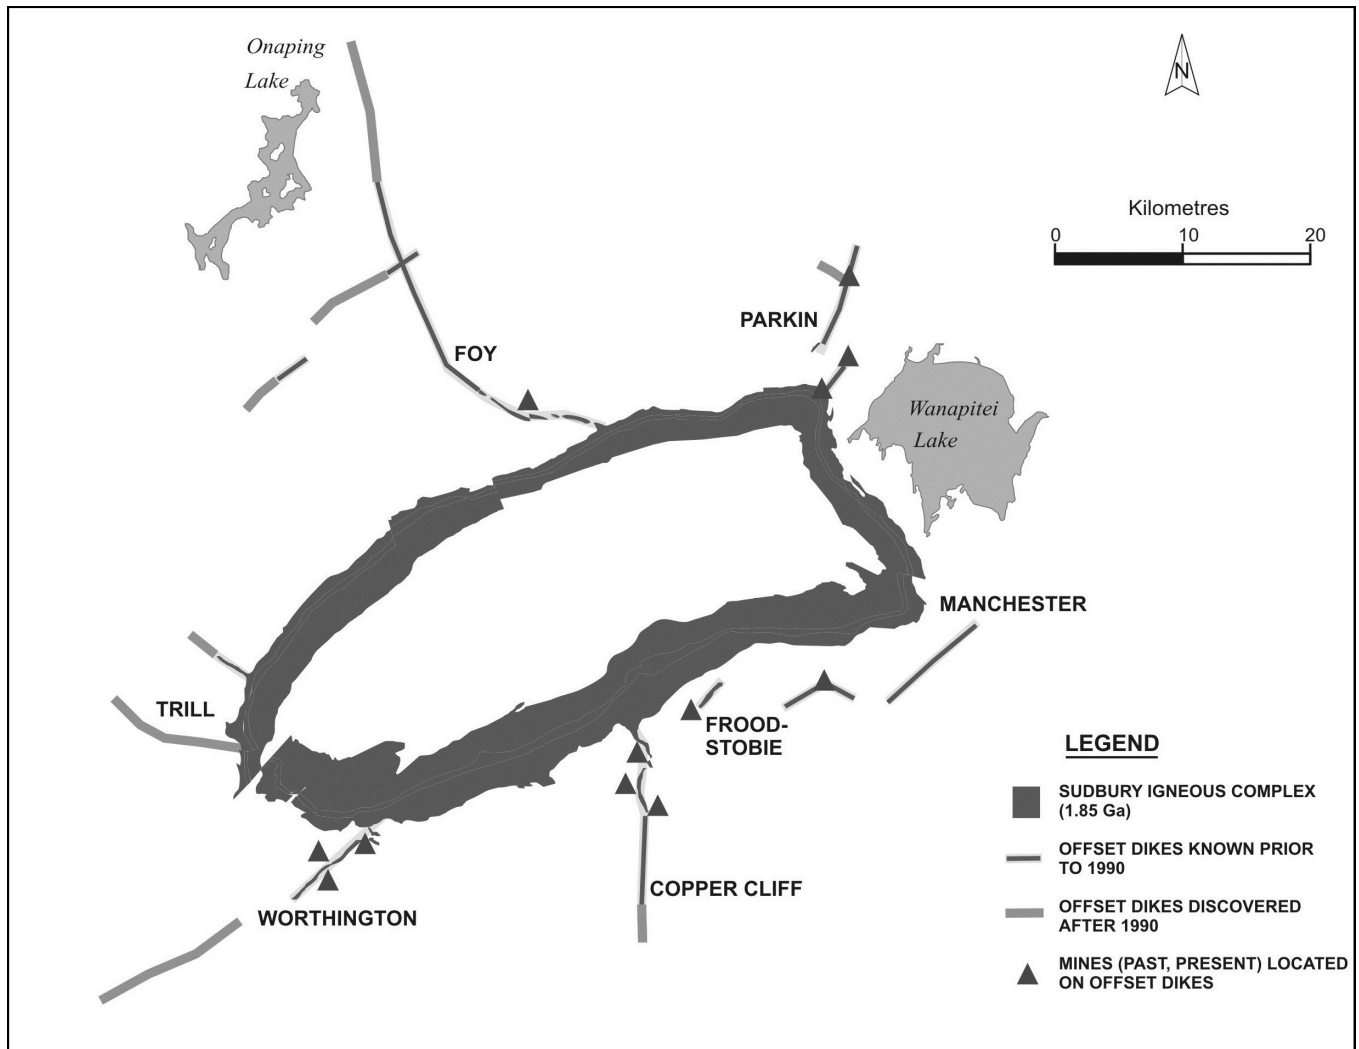 Onaping
Lake
N
Kilometres
0 10 20
PARKIN
FOY
Wanapitei
Lake
MANCHESTER
TRILL
FROOD-
STOBIE
COPPER CLIFF
WORTHINGTON
LEGEND
SUDBURY IGNEOUS COMPLEX
(1.85 Ga)
OFFSET DIKES KNOWN PRIOR
TO 1990
OFFSET DIKES DISCOVERED
AFTER 1990
MINES (PAST, PRESENT) LOCATED
ON OFFSET DIKES